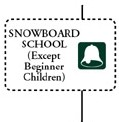 SNOWBOARD
SCHOOL
(Except
Beginner
Children)